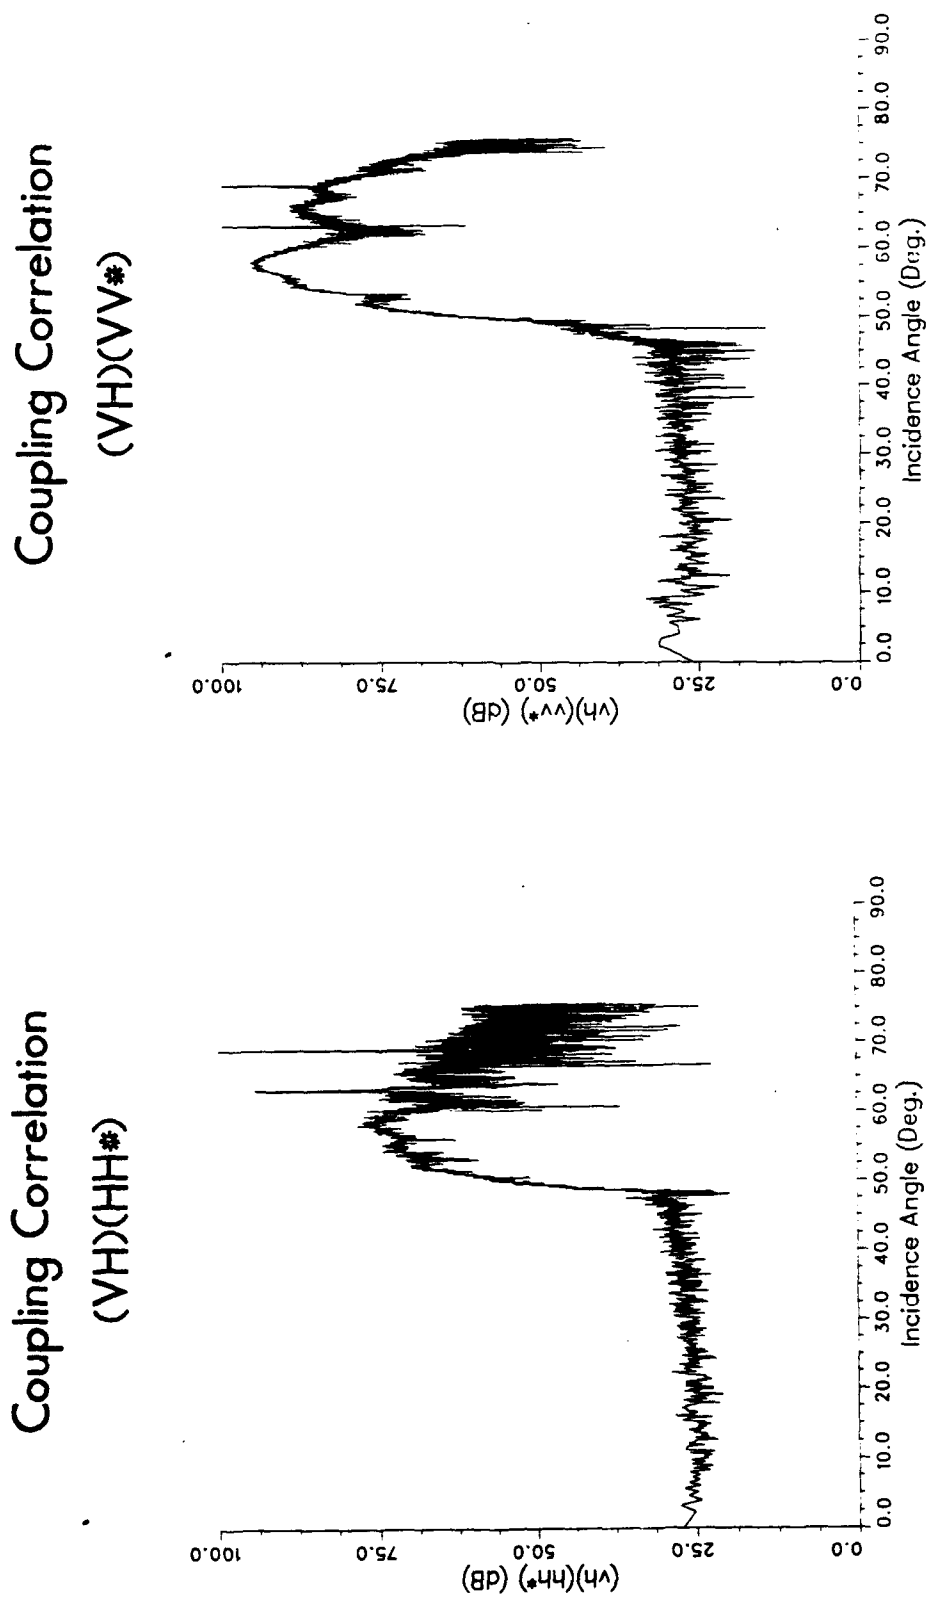 Coupling Correlation
(VH)(HH*)
100.0
75.0
50.0
25.0
0.0
(vh)(hh*) (dB)
0.0 10.0 20.0 30.0 40.0 50.0 60.0 70.0 80.0 90.0
Incidence Angle (Deg.)
Coupling Correlation
(VH)(VV*)
100.0
75.0
50.0
25.0
0.0
(vh)(vv*) (dB)
0.0 10.0 20.0 30.0 40.0 50.0 60.0 70.0 80.0 90.0
Incidence Angle (Deg.)